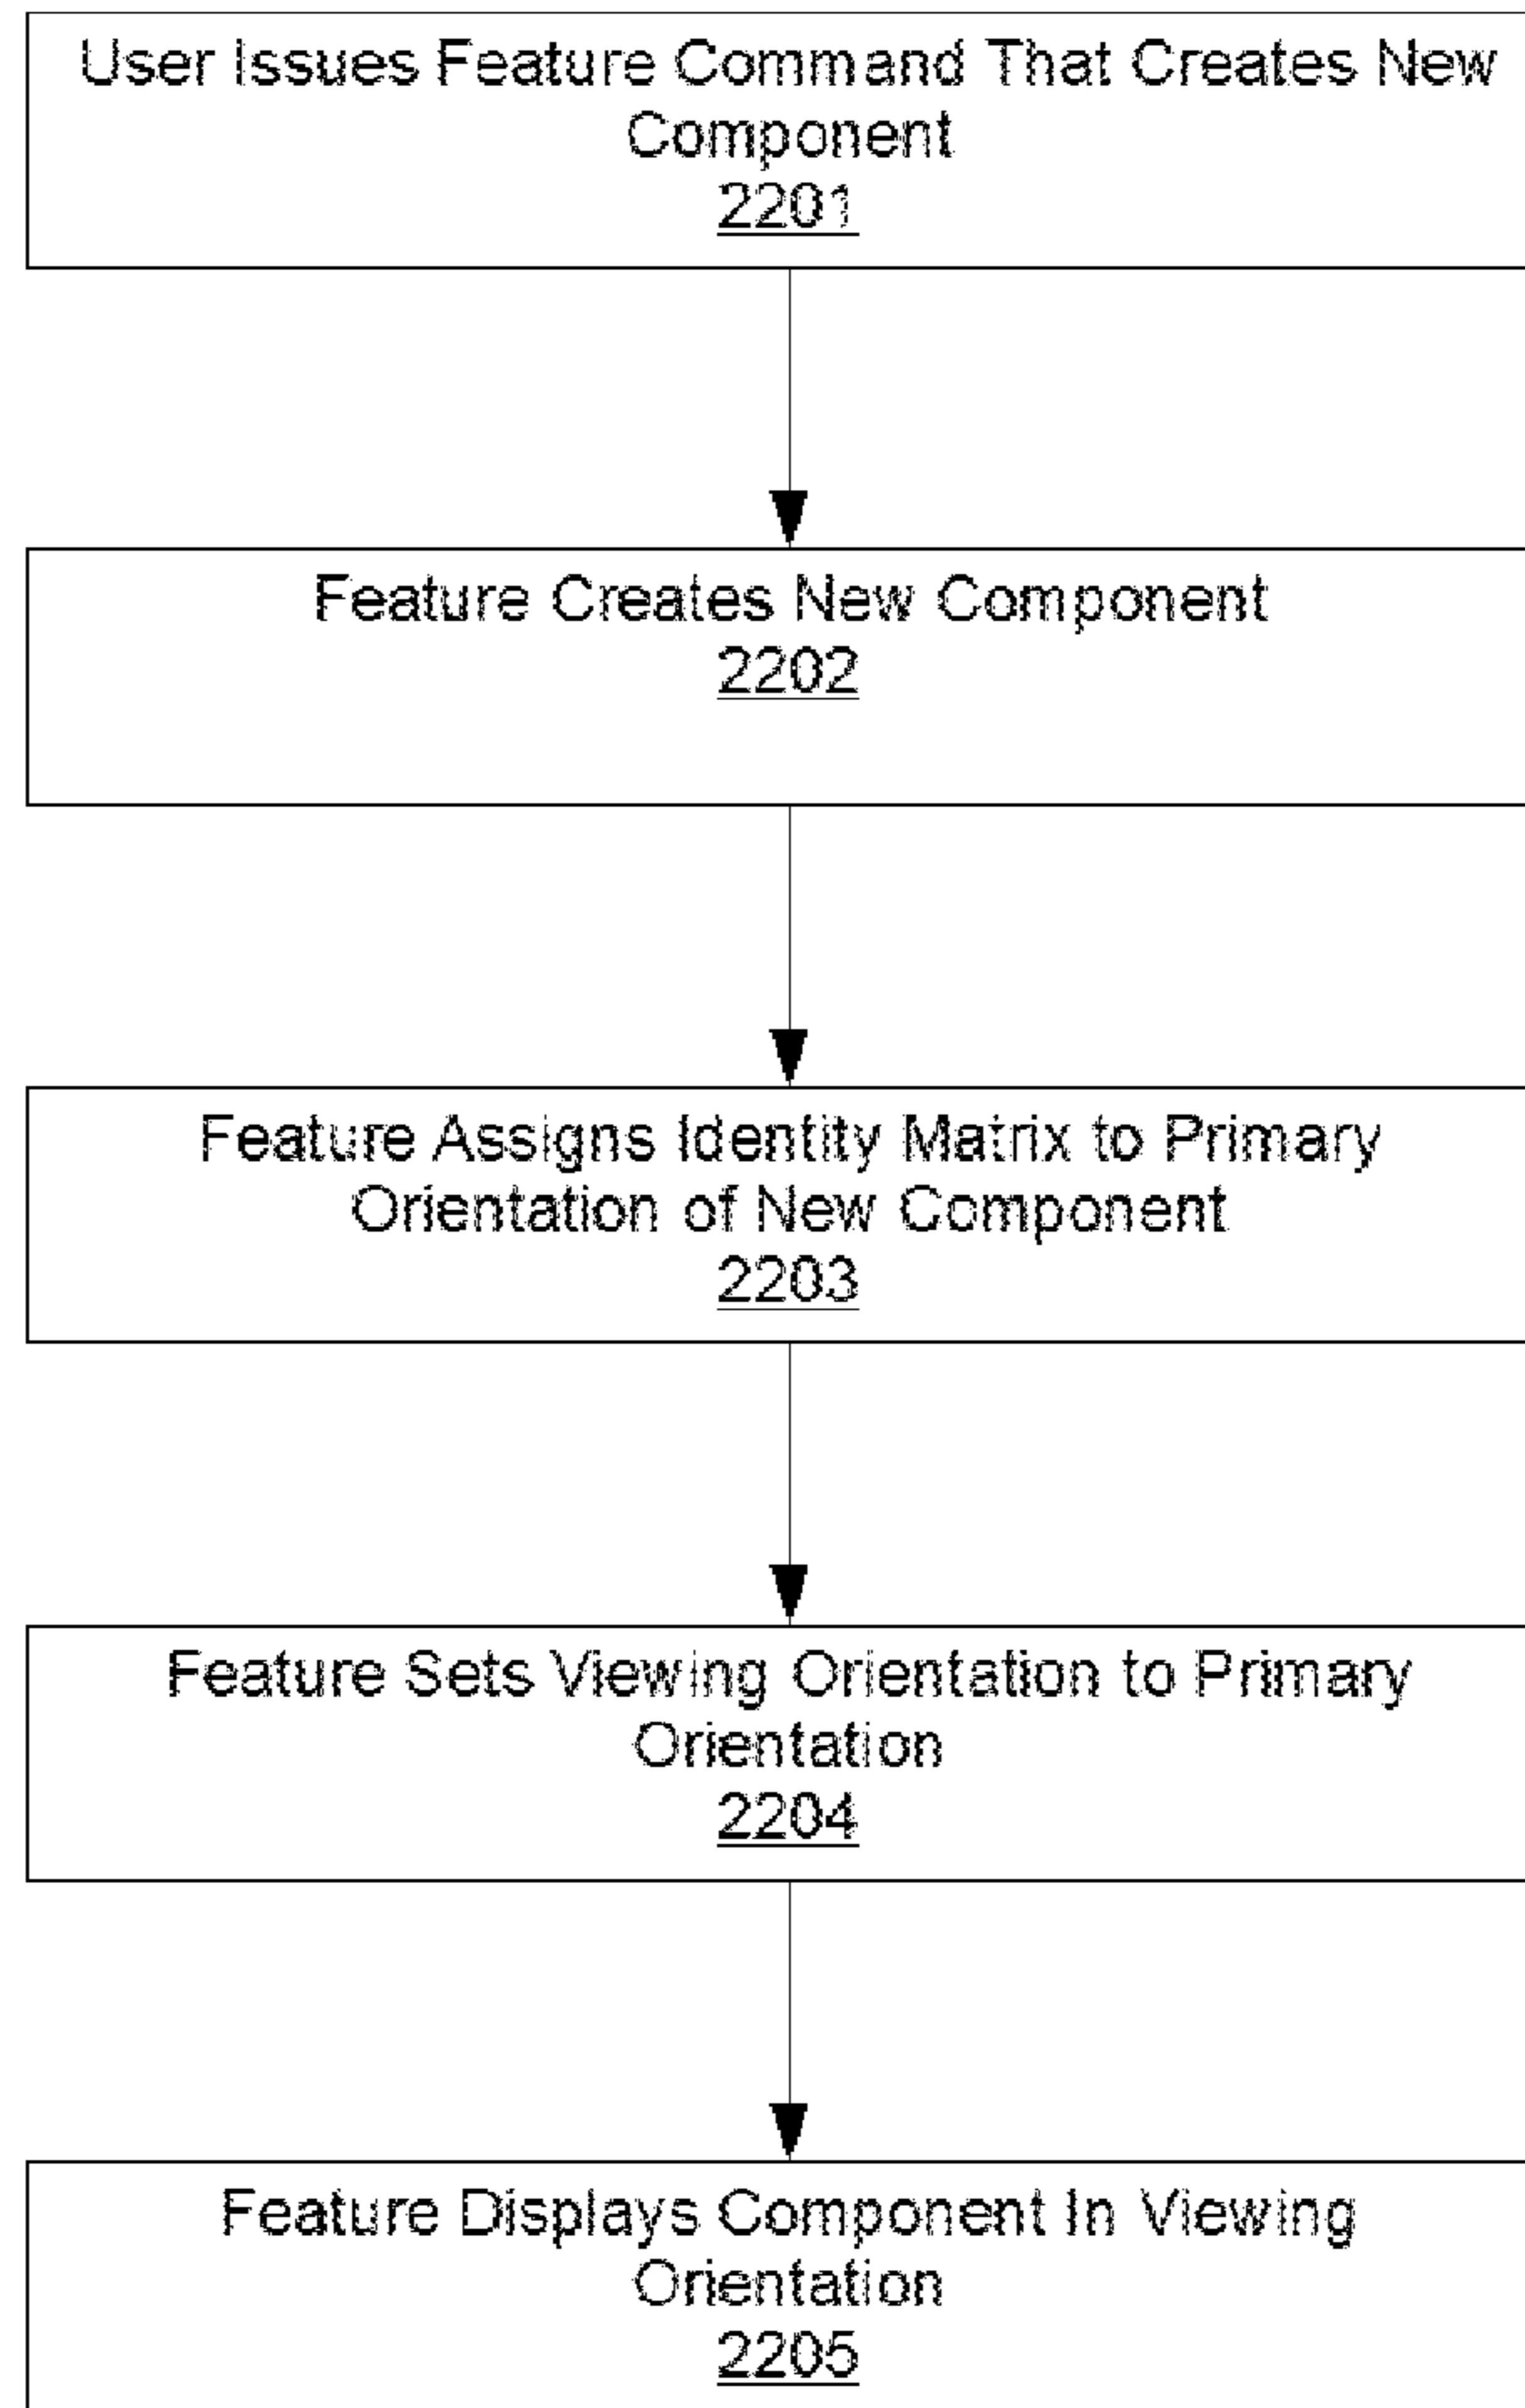 User Issues Feature Command That Creates New
Component
2201
Feature Creates New Component
2202
Feature Assigns Identity Matrix to Primary
Orientation of New Component
2203
Feature Sets Viewing Orientation to Primary
Orientation
2204
Feature Displays Component In Viewing
Orientation
2205